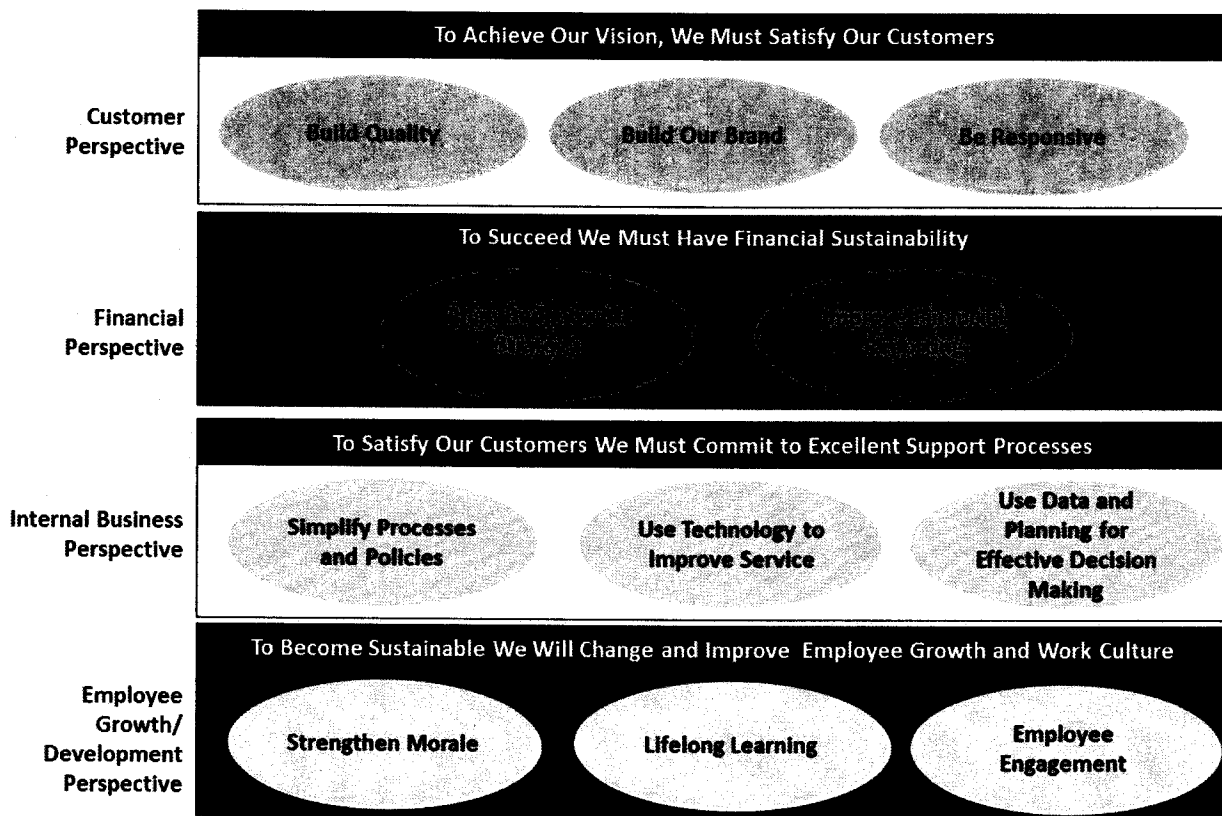 To Achieve Our Vision, We Must Satisfy Our Customers
Customer
Perspective
Build Quality
Build Our Brand
Be Responsive
To Succeed We Must Have Financial Sustainability
Financial
Perspective
To Satisfy Our Customers We Must Commit to Excellent Support Processes
Internal Business
Perspective
Simplify Processes
and Policies
Use Technology to
Improve Service
Use Data and
Planning for
Effective Decision
Making
To Become Sustainable We Will Change and Improve Employee Growth and Work Culture
Employee
Growth/
Development
Perspective
Strengthen Morale
Lifelong Learning
Employee
Engagement